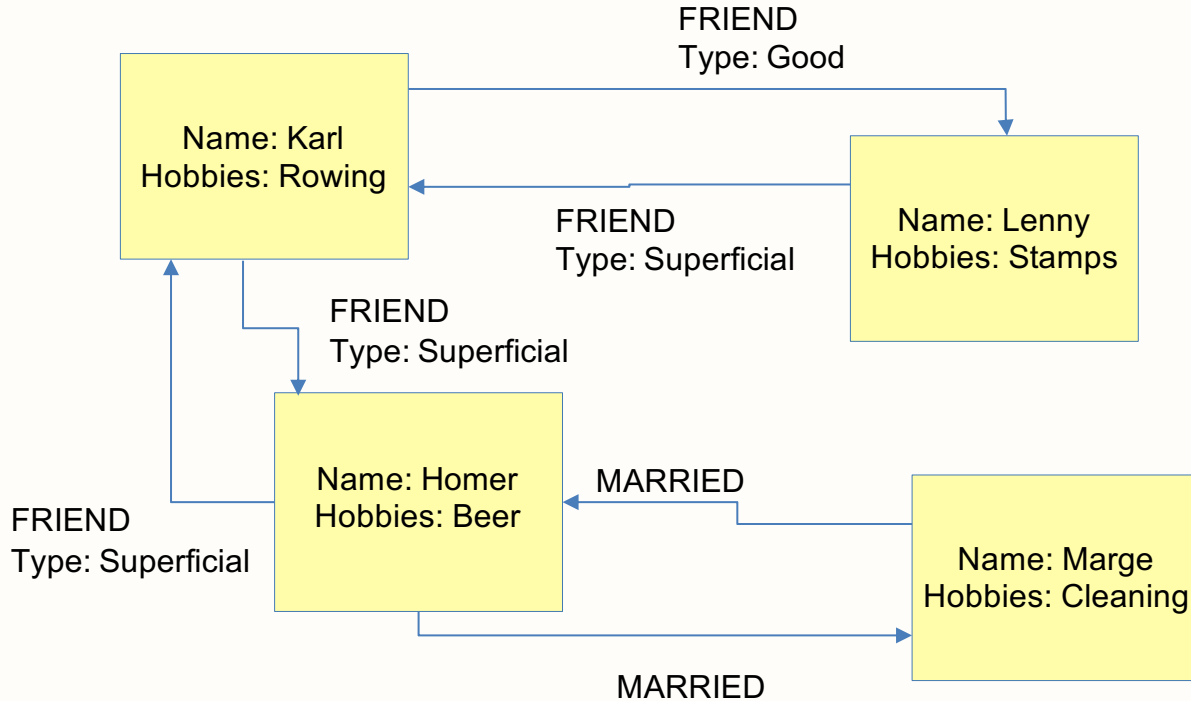 FRIEND
Type: Good
Name: Karl
Hobbies: Rowing
FRIEND
Type: Superficial
Name: Lenny
Hobbies: Stamps
FRIEND
Type: Superficial
Name: Homer
Hobbies: Beer
MARRIED
FRIEND
Type: Superficial
Name: Marge
Hobbies: Cleaning
MARRIED